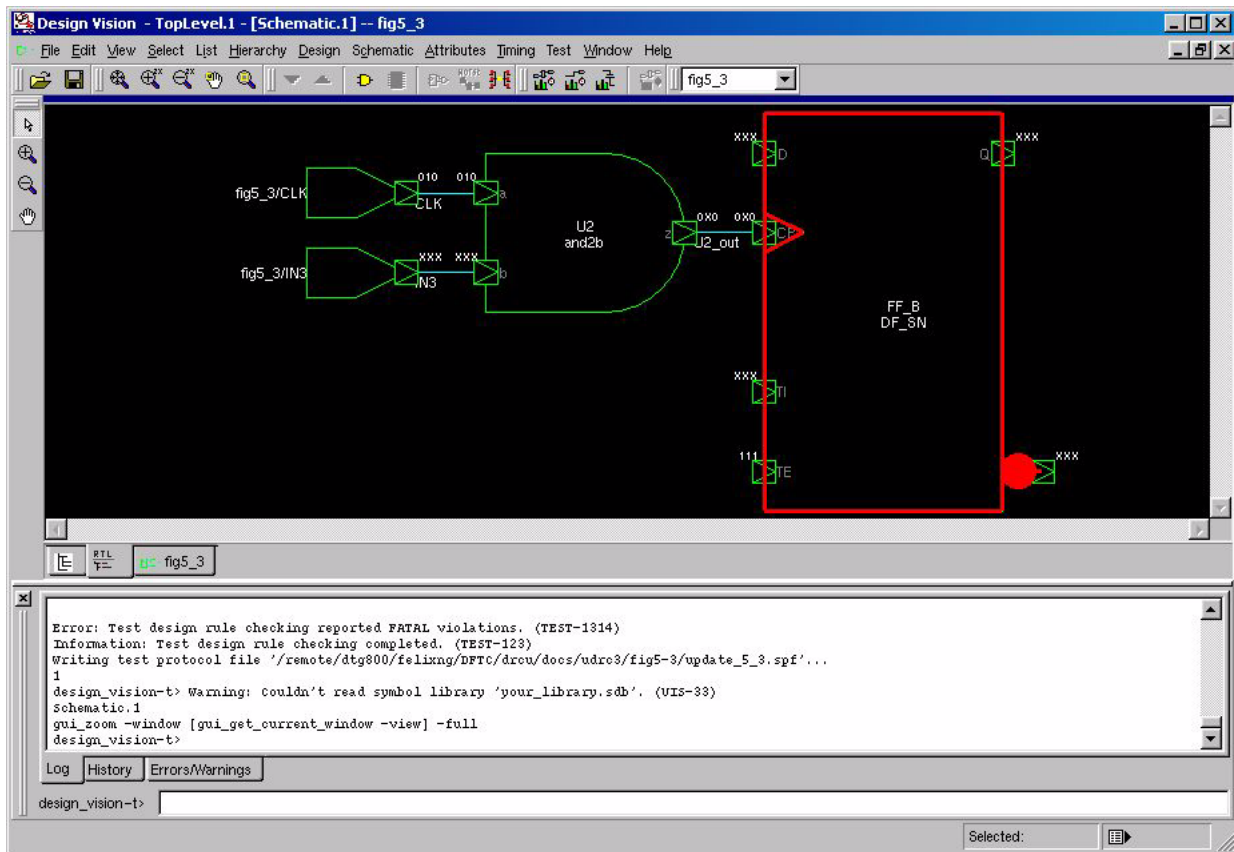 Design Vision - TopLevel.1 - [Schematic.1] -- fig5_3
File Edit View Select List Hierarchy Design Schematic Attributes Timing Test Window Help
fig5_3
xxx
D
Q
xxx
fig5_3/CLK
010 010
CLK
a
U2
and2b
z
0X0 0X0
U2_out
CP
fig5_3/IN3
XXX XXX
IN3
b
FF_B
DF_SN
xxx
TI
111
TE
xxx
RTL
fig5_3
Error: Test design rule checking reported FATAL violations. (TEST-1314)
Information: Test design rule checking completed. (TEST-123)
Writing test protocol file '/remote/dtg800/felixng/DFTC/drcu/docs/udrc3/fig5-3/update_5_3.spf'...
1
design_vision-t> Warning: Couldn't read symbol library 'your_library.sdb'. (UIS-33)
Schematic.1
gui_zoom -window [gui_get_current_window -view] -full
design_vision-t>
Log History Errors/Warnings
design_vision-t>
Selected: